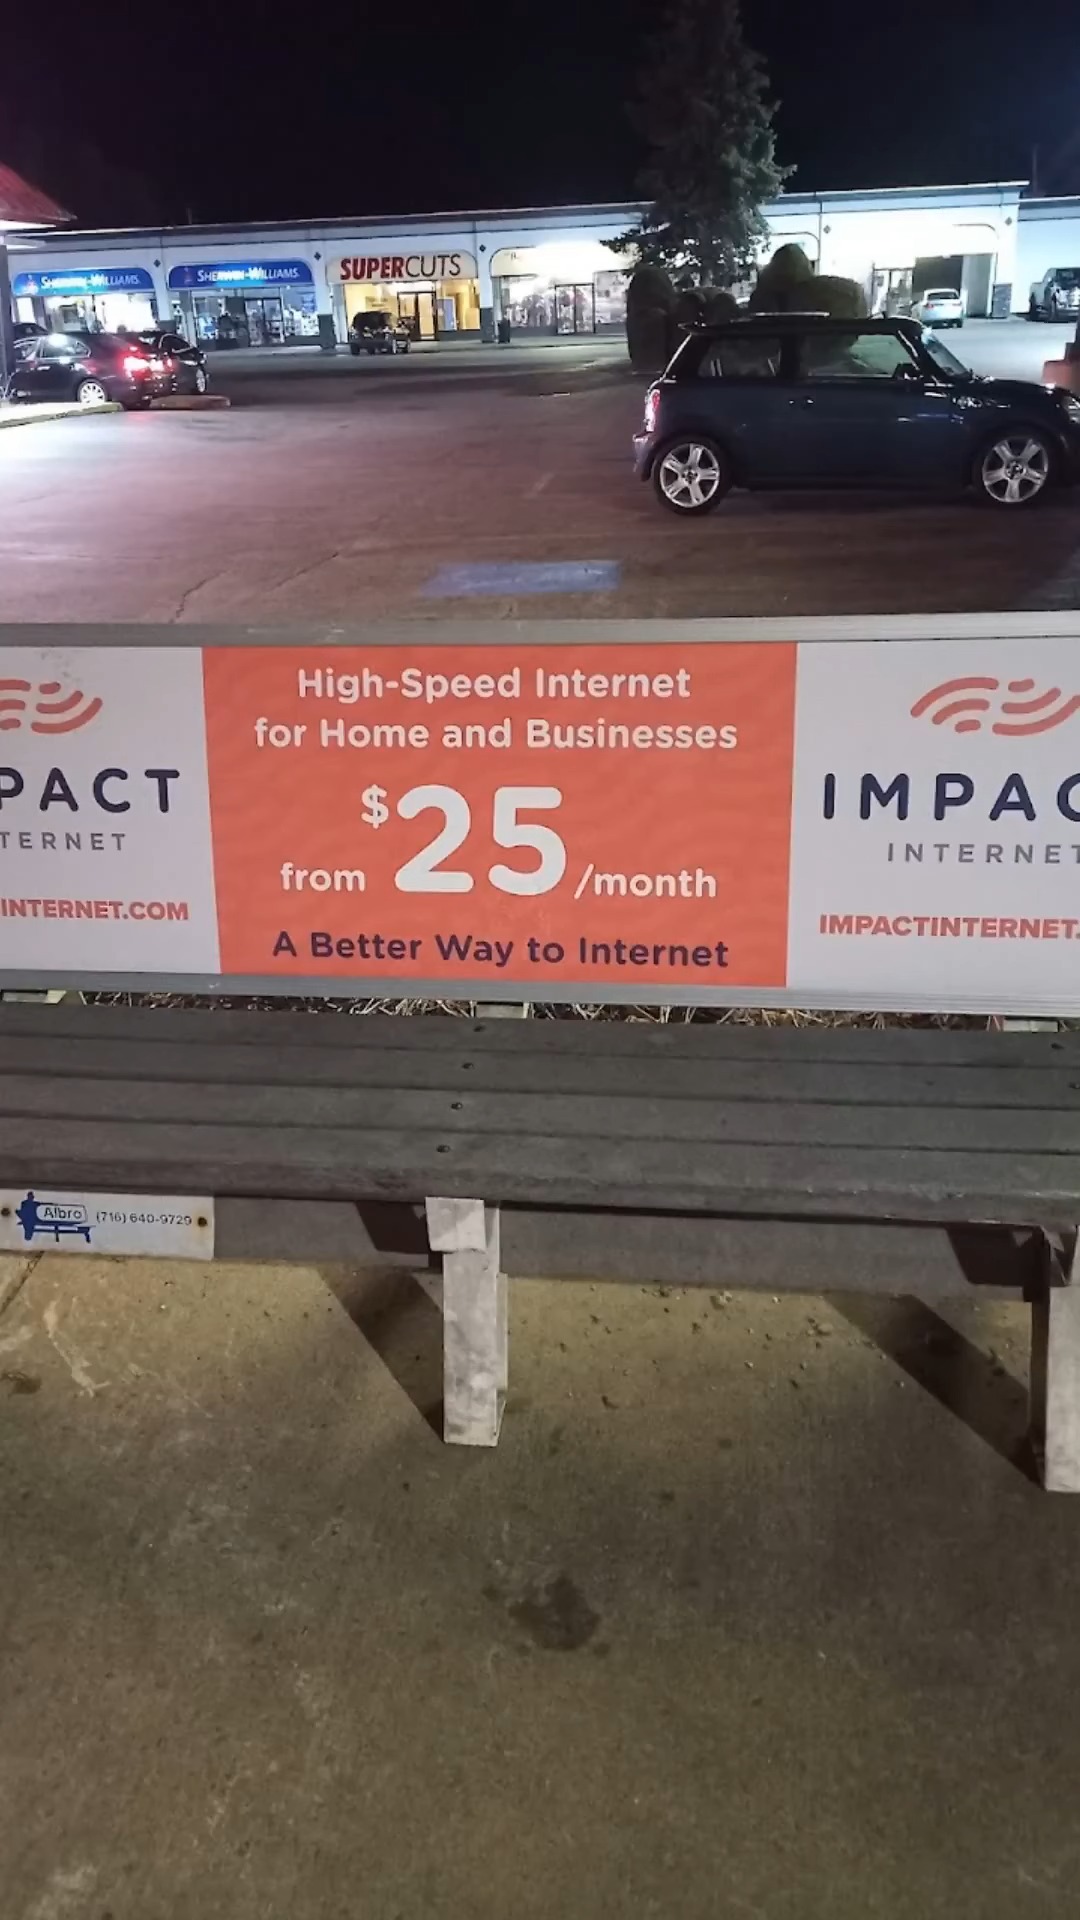 SHERWIN-WILLIAMS
SHERWIN-WILLIAMS
SUPERCUTS
PACT
TERNET
INTERNET.COM
High-Speed Internet
for Home and Businesses
$25
from /month
A Better Way to Internet
IMPAC
INTERNET
IMPACTINTERNET.
Albro (716) 640-9729